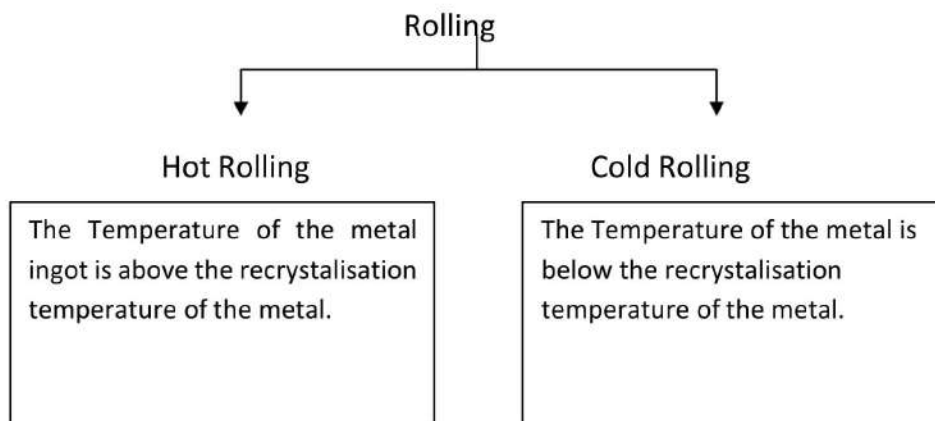 Rolling
Hot Rolling
Cold Rolling
The Temperature of the metal
ingot is above the recrystalisation
temperature of the metal.
The Temperature of the metal is
below the recrystalisation
temperature of the metal.